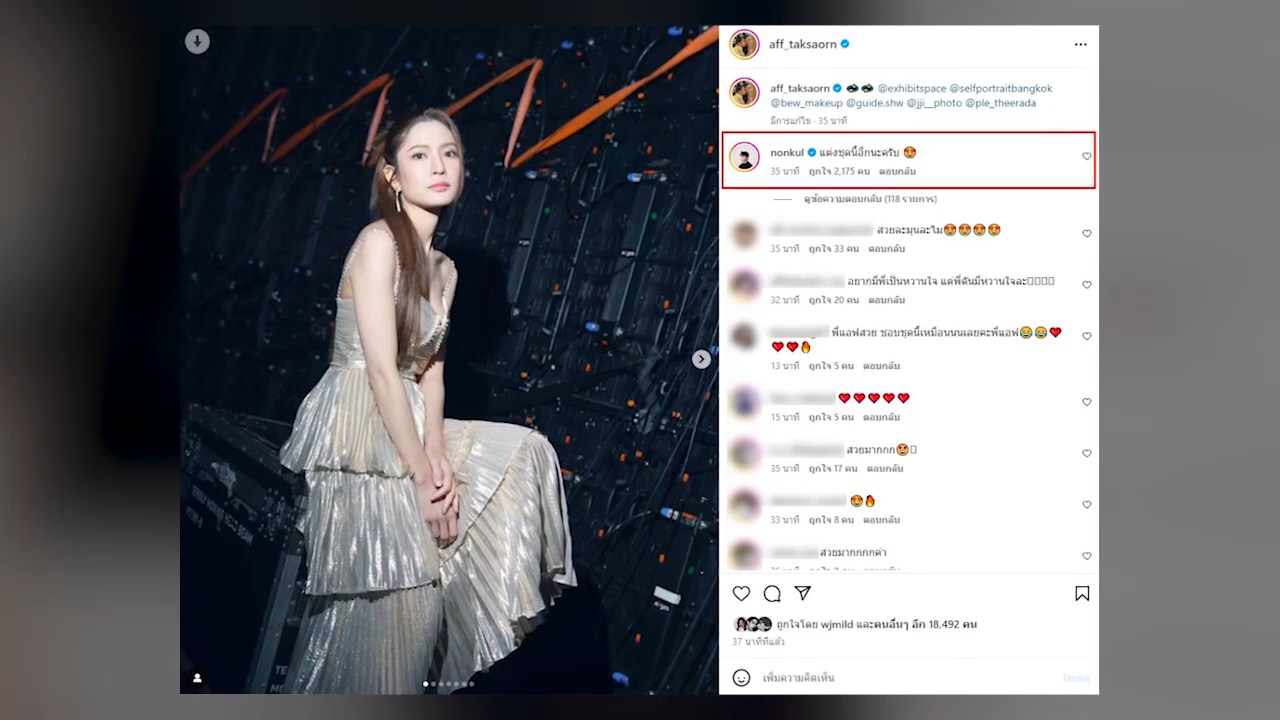 aff_taksaorn
aff_taksaorn @exhibitspace @selfportraitbangkok
@bew_makeup @guide.shw @jji__photo @ple_theerada
มีการแก้ไข · 35 นาที
nonkul แต่งชุดนี้อีกนะครับ 😍
35 นาที ถูกใจ 2,175 คน ตอบกลับ
ดูข้อความตอบกลับ (118 รายการ)
สวยละมุนละไม😍😍😍😍
35 นาที ถูกใจ 33 คน ตอบกลับ
อยากมีพี่เป็นหวานใจ แต่พี่ดันมีหวานใจละ
32 นาที ถูกใจ 20 คน ตอบกลับ
พี่แอฟสวย ชอบชุดนี้เหมือนนนเลยคะพี่แอฟ😂😂❤️
❤️❤️🔥
13 นาที ถูกใจ 5 คน ตอบกลับ
❤️❤️❤️❤️❤️
15 นาที ถูกใจ 5 คน ตอบกลับ
สวยมากกก😍
35 นาที ถูกใจ 17 คน ตอบกลับ
😍🔥
33 นาที ถูกใจ 8 คน ตอบกลับ
สวยมากกกกค่า
ถูกใจโดย wjmild และคนอื่นๆ อีก 18,492 คน
37 นาทีที่แล้ว
เพิ่มความคิดเห็น
โพสต์